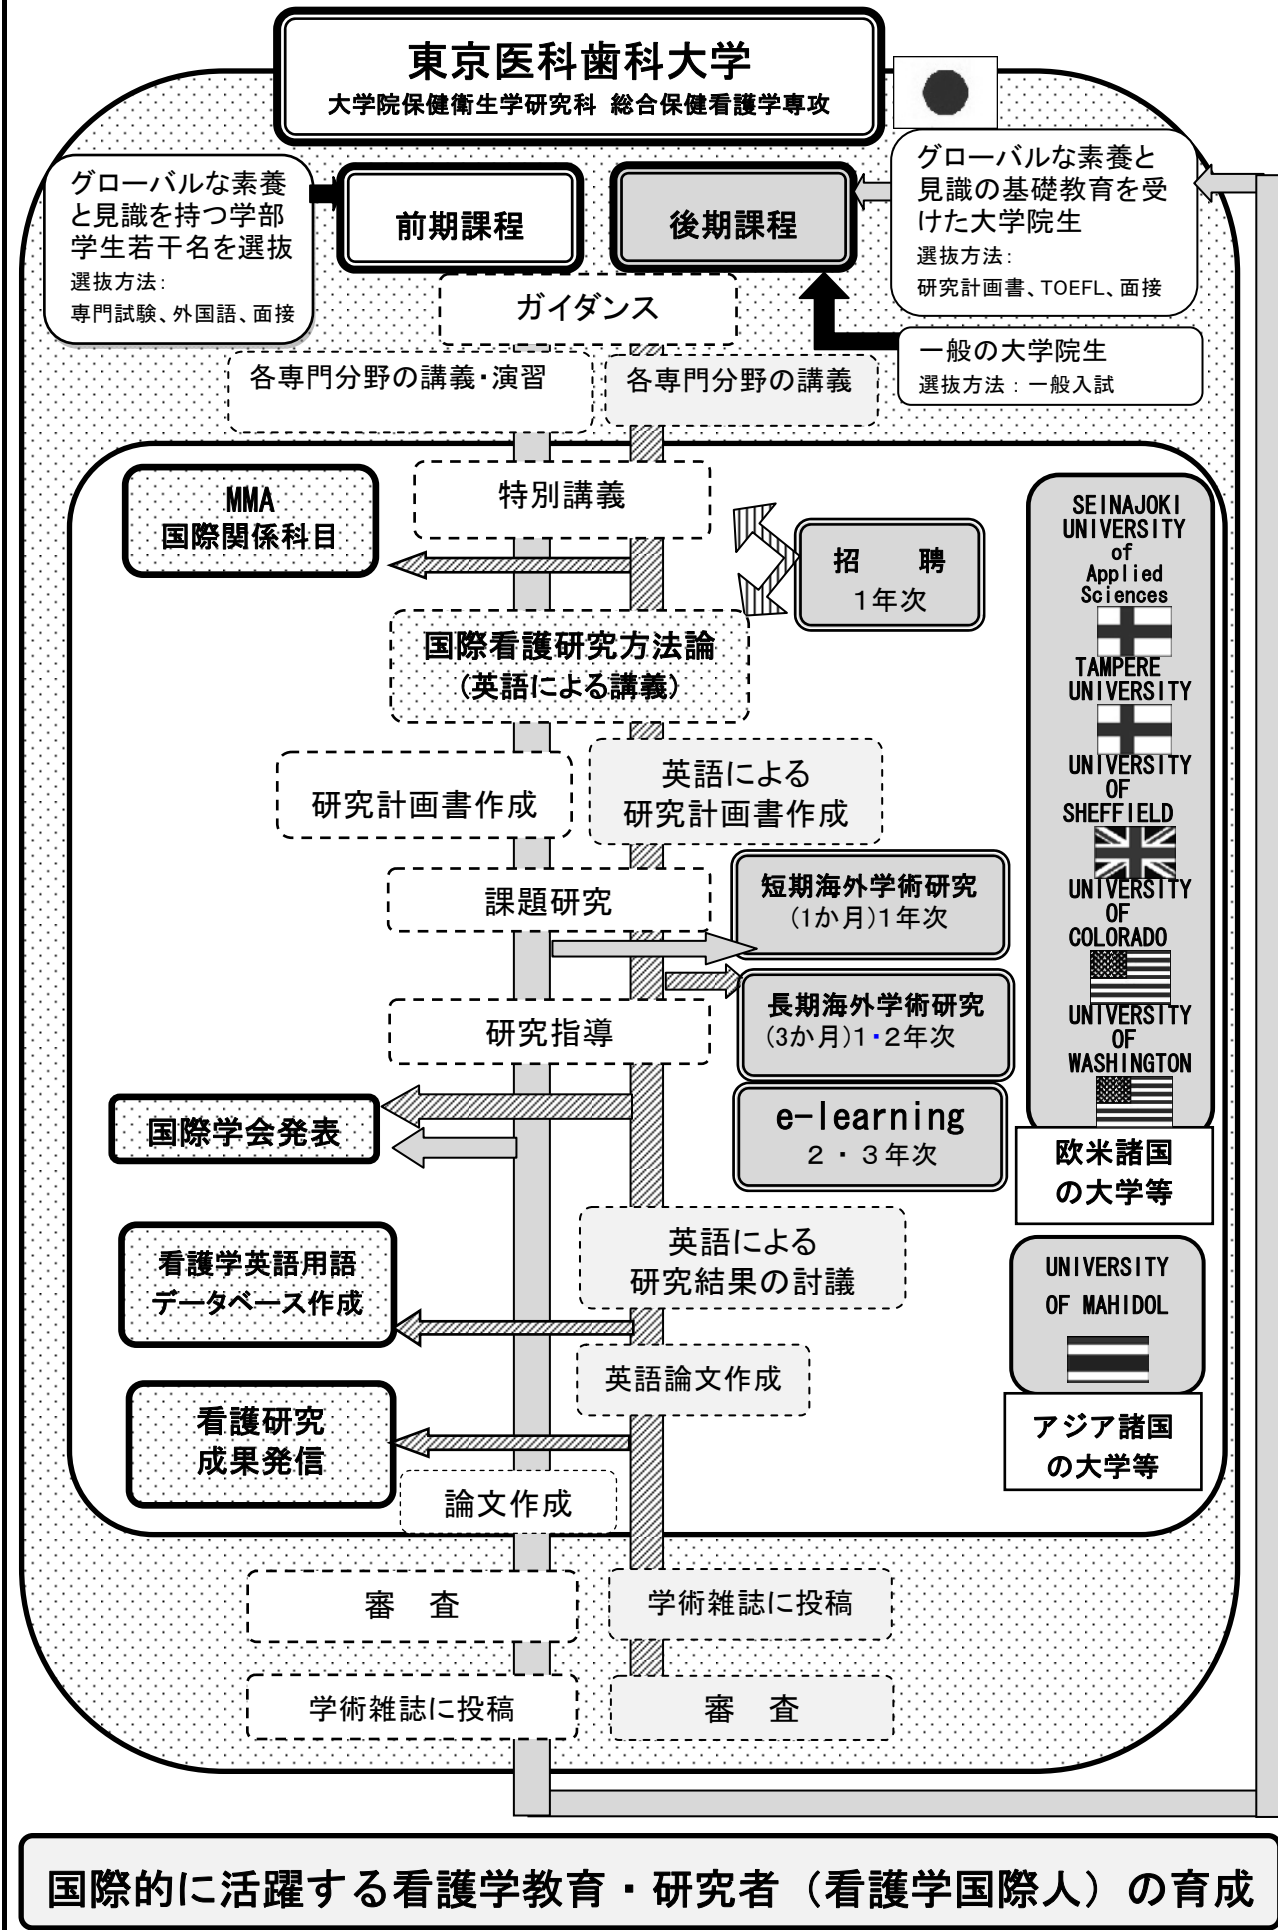 東京医科歯科大学
大学院保健衛生学研究科 総合保健看護学専攻
グローバルな素養
と見識を持つ学部
学生若干名を選抜
選抜方法：
専門試験、外国語、面接
前期課程
後期課程
グローバルな素養と
見識の基礎教育を受
けた大学院生
選抜方法：
研究計画書、TOEFL、面接
一般の大学院生
選抜方法：一般入試
ガイダンス
各専門分野の講義・演習
各専門分野の講義
特別講義
MMA
国際関係科目
招　聘
1年次
国際看護研究方法論
(英語による講義)
研究計画書作成
英語による
研究計画書作成
課題研究
短期海外学術研究
(1か月)1年次
長期海外学術研究
(3か月)1・2年次
研究指導
e-learning
2・3年次
国際学会発表
英語による
研究結果の討議
看護学英語用語
データベース作成
英語論文作成
看護研究
成果発信
論文作成
SEINAJOKI
UNIVERSITY
of
Applied
Sciences
TAMPERE
UNIVERSITY
UNIVERSITY
OF
SHEFFIELD
UNIVERSITY
OF
COLORADO
UNIVERSITY
OF
WASHINGTON
欧米諸国
の大学等
UNIVERSITY
OF MAHIDOL
アジア諸国
の大学等
審　査
学術雑誌に投稿
学術雑誌に投稿
審　査
国際的に活躍する看護学教育・研究者（看護学国際人）の育成